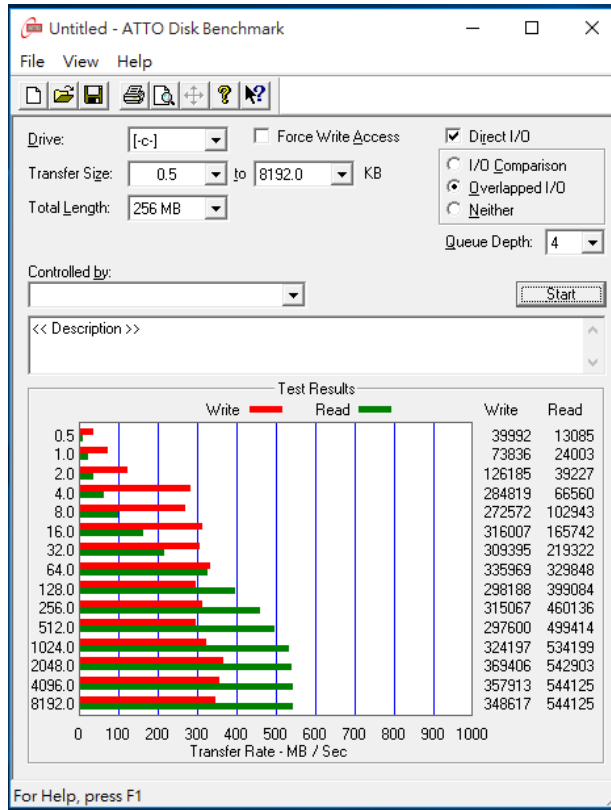 Untitled - ATTO Disk Benchmark
File View Help
Drive: [-c-] Force Write Access Direct I/O
Transfer Size: 0.5 to 8192.0 KB I/O Comparison
Overlapped I/O
Total Length: 256 MB Neither
Queue Depth: 4
Controlled by:
Start
<< Description >>
Test Results
Write Read Write Read
0.5 39992 13085
1.0 73836 24003
2.0 126185 39227
4.0 284819 66560
8.0 272572 102943
16.0 316007 165742
32.0 309395 219322
64.0 335969 329848
128.0 298188 399084
256.0 315067 460136
512.0 297600 499414
1024.0 324197 534199
2048.0 369406 542903
4096.0 357913 544125
8192.0 348617 544125
0 100 200 300 400 500 600 700 800 900 1000
Transfer Rate - MB / Sec
For Help, press F1